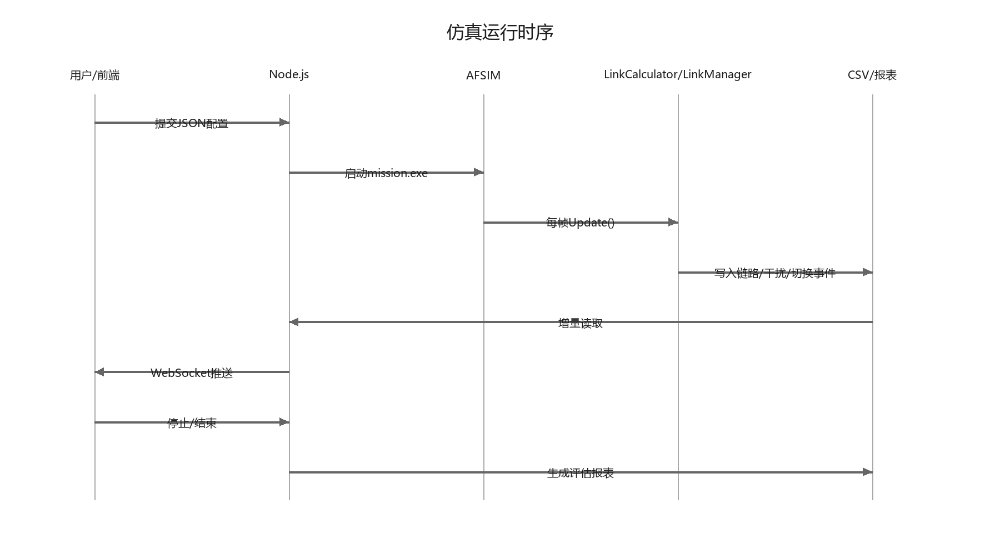 仿真运行时序
用户/前端
Node.js
AFSIM
LinkCalculator/LinkManager
CSV/报表
提交JSON配置
启动mission.exe
每帧Update()
写入链路/干扰/切换事件
增量读取
WebSocket推送
停止/结束
生成评估报表